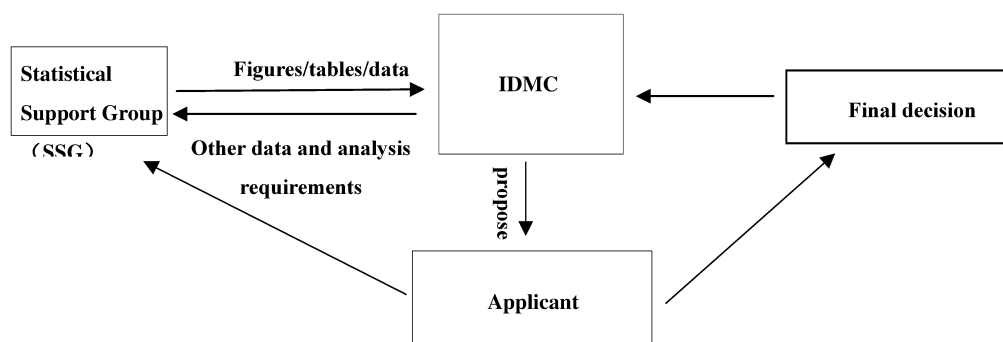 Statistical
Support Group
（SSG）
Figures/tables/data
Other data and analysis
requirements
IDMC
propose
Applicant
Final decision